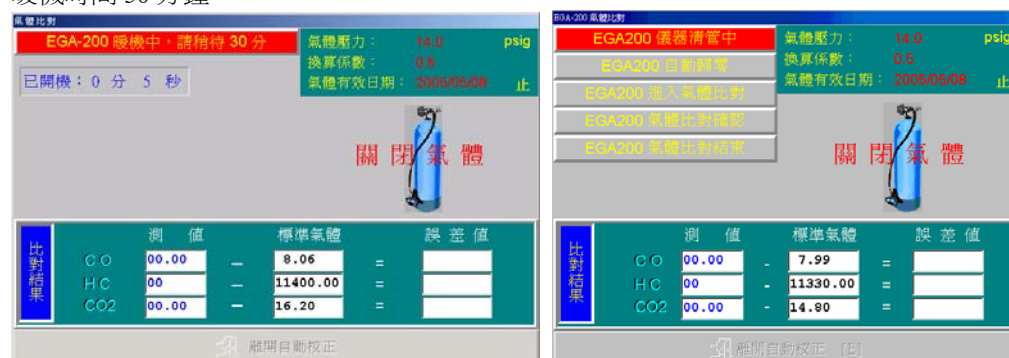 氣體比對
EGA-200 暖機中，請稍待 30 分
氣體壓力： 14.0 psig
換算係數： 0.5
氣體有效日期： 2005/05/08 止
已開機：0 分 5 秒
關閉氣體
測 值 標準氣體 誤差值
比對結果
CO 00.00 — 8.06 =
HC 00 — 11400.00 =
CO2 00.00 — 16.20 =
離開自動校正
EGA-200 氣體比對
EGA200 儀器清管中
氣體壓力： 14.0 psig
EGA200 自動歸零
換算係數： 0.5
EGA200 進入氣體比對
氣體有效日期： 2005/05/08 止
EGA200 氣體比對確認
EGA200 氣體比對結束
關閉氣體
測 值 標準氣體 誤差值
比對結果
CO 00.00 - 7.99 =
HC 00 - 11330.00 =
CO2 00.00 - 14.80 =
離開自動校正 [E]